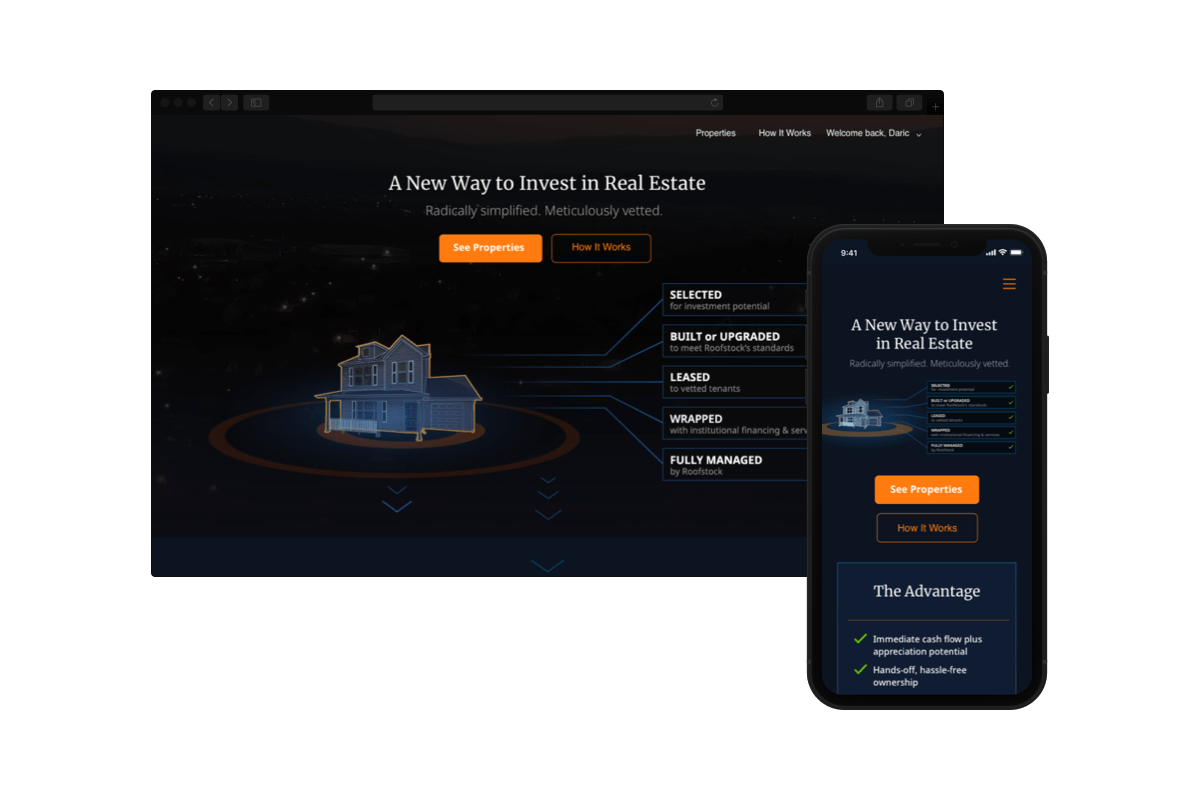 Properties
How It Works
Welcome back, Daric
A New Way to Invest in Real Estate
Radically simplified. Meticulously vetted.
See Properties
How It Works
SELECTED
for investment potential
BUILT or UPGRADED
to meet Roofstock's standards
LEASED
to vetted tenants
WRAPPED
with institutional financing & serv
FULLY MANAGED
by Roofstock
9:41
A New Way to Invest
in Real Estate
Radically simplified. Meticulously vetted.
SELECTED
for investment potential
BUILT or UPGRADED
to meet Roofstock's standards
LEASED
to vetted tenants
WRAPPED
with institutional financing & services
FULLY MANAGED
by Roofstock
See Properties
How It Works
The Advantage
Immediate cash flow plus
appreciation potential
Hands-off, hassle-free
ownership